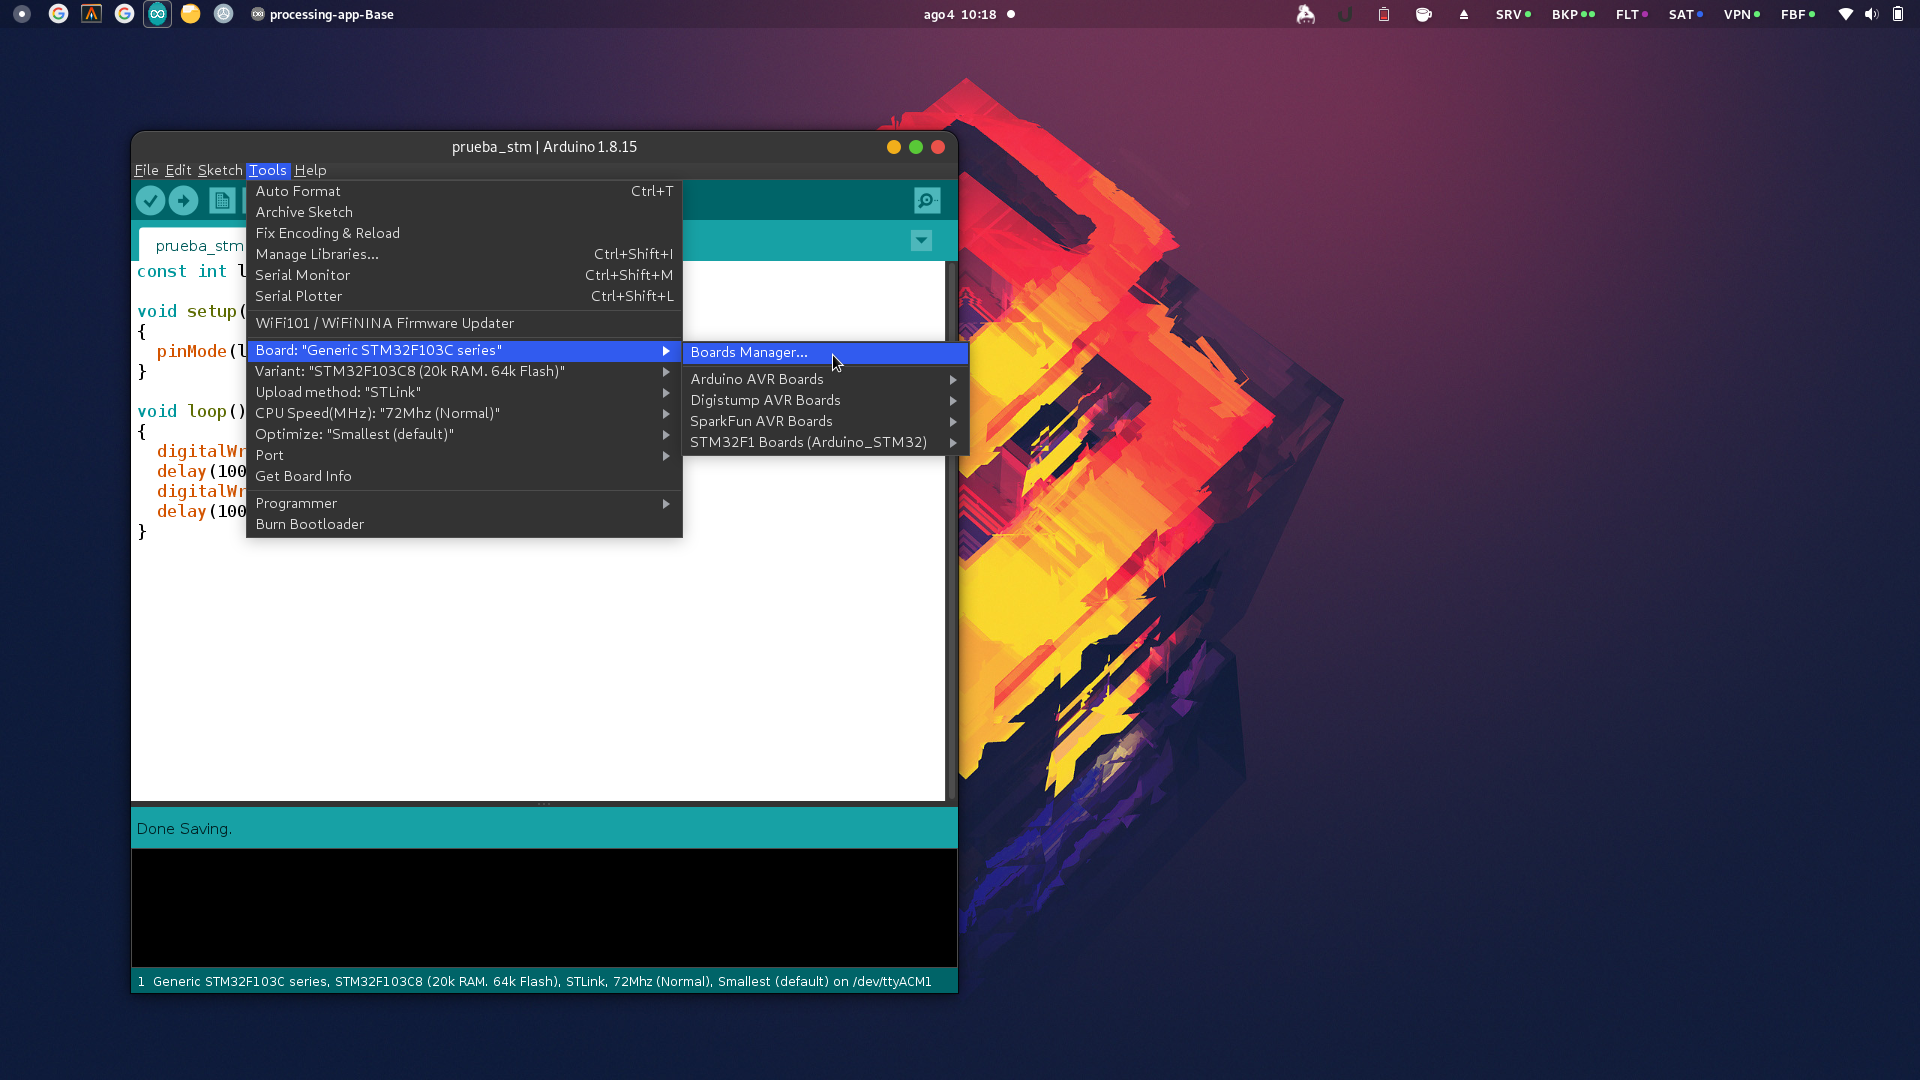 processing-app-Base
ago 4 10:18
SRV
BKP
FLT
SAT
VPN
FBF
prueba_stm | Arduino 1.8.15
File Edit Sketch Tools Help
Auto Format Ctrl+T
Archive Sketch
Fix Encoding & Reload
Manage Libraries... Ctrl+Shift+I
Serial Monitor Ctrl+Shift+M
Serial Plotter Ctrl+Shift+L
WiFi101 / WiFiNINA Firmware Updater
Board: "Generic STM32F103C series"
Variant: "STM32F103C8 (20k RAM. 64k Flash)"
Upload method: "STLink"
CPU Speed(MHz): "72Mhz (Normal)"
Optimize: "Smallest (default)"
Port
Get Board Info
Programmer
Burn Bootloader
Boards Manager...
Arduino AVR Boards
Digistump AVR Boards
SparkFun AVR Boards
STM32F1 Boards (Arduino_STM32)
prueba_stm
const int l
void setup(
{
pinMode(l
}
void loop()
{
digitalWr
delay(100
digitalWr
delay(100
}
Done Saving.
1 Generic STM32F103C series, STM32F103C8 (20k RAM. 64k Flash), STLink, 72Mhz (Normal), Smallest (default) on /dev/ttyACM1